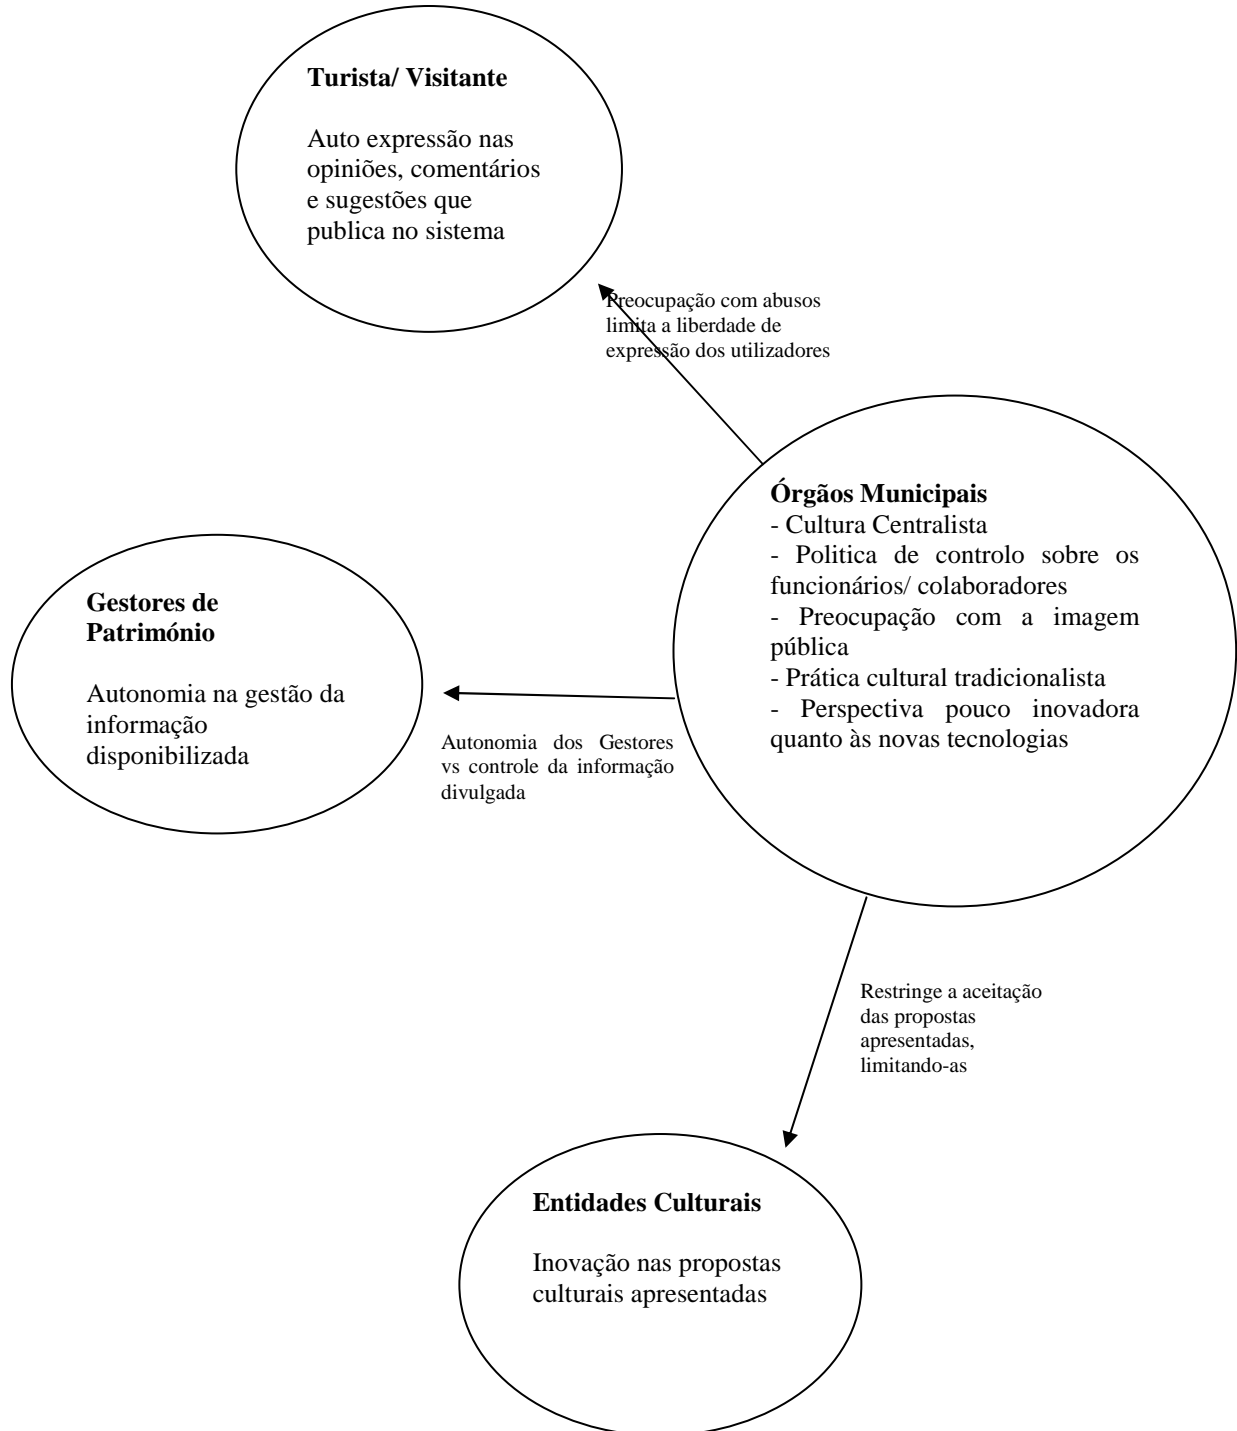 Turista/ Visitante
Auto expressão nas
opiniões, comentários
e sugestões que
publica no sistema
Preocupação com abusos
limita a liberdade de
expressão dos utilizadores
Órgãos Municipais
- Cultura Centralista
- Politica de controlo sobre os
funcionários/ colaboradores
- Preocupação com a imagem
pública
- Prática cultural tradicionalista
- Perspectiva pouco inovadora
quanto às novas tecnologias
Gestores de
Património
Autonomia na gestão da
informação
disponibilizada
Autonomia dos Gestores
vs controle da informação
divulgada
Restringe a aceitação
das propostas
apresentadas,
limitando-as
Entidades Culturais
Inovação nas propostas
culturais apresentadas